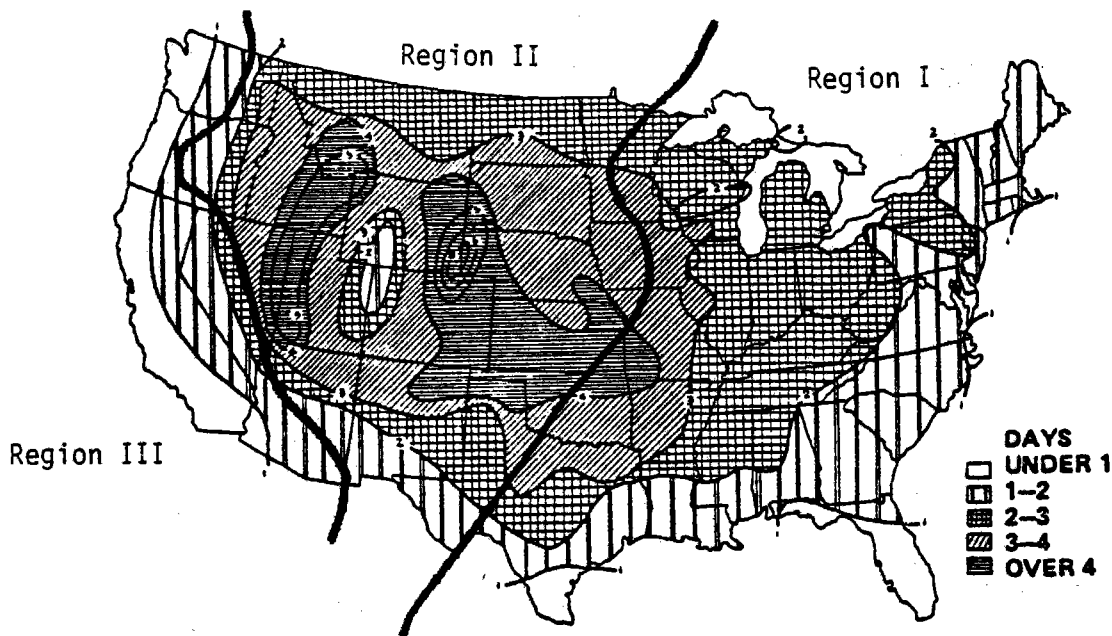 Region II
Region I
Region III
DAYS
UNDER 1
1—2
2—3
3—4
OVER 4